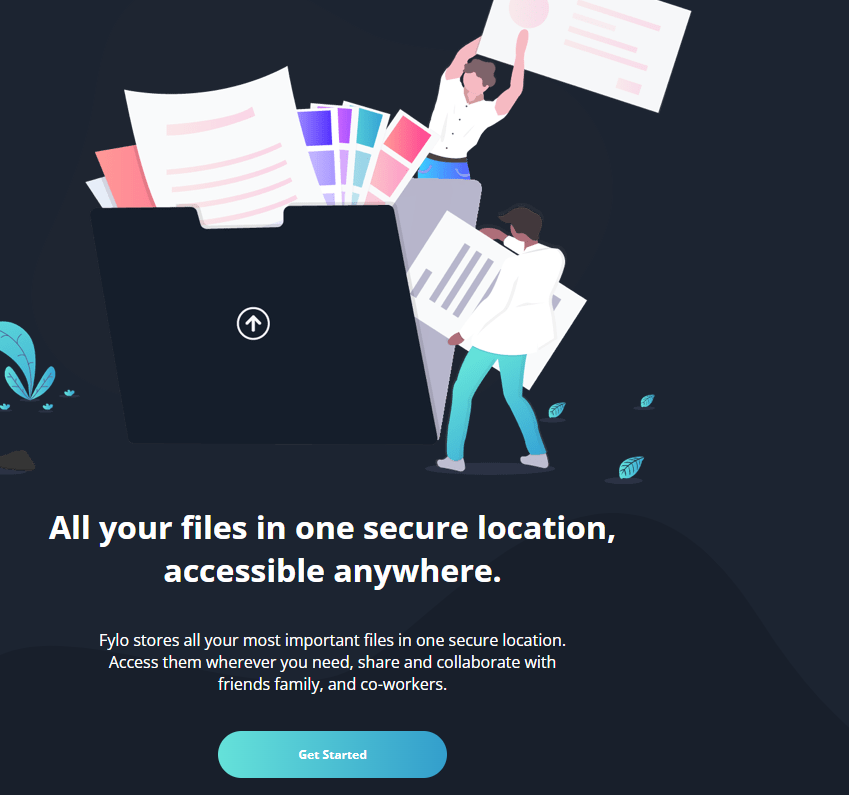 All your files in one secure location,
accessible anywhere.
Fylo stores all your most important files in one secure location.
Access them wherever you need, share and collaborate with
friends family, and co-workers.
Get Started